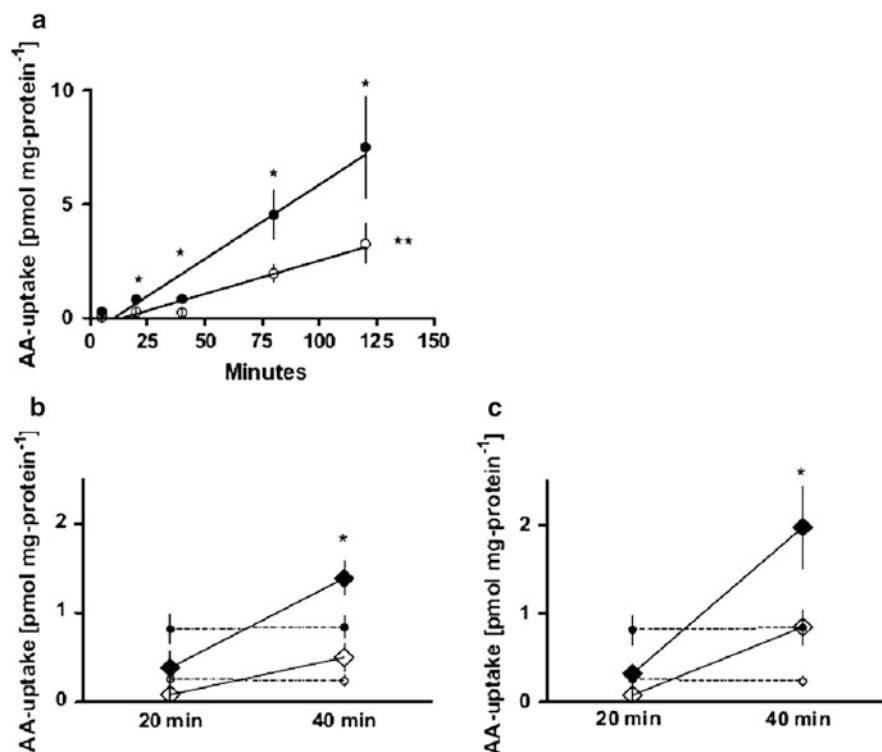 a
AA-uptake [pmol mg-protein⁻¹]
10
5
0
*
*
*
*
**
0 25 50 75 100 125 150
Minutes
b
AA-uptake [pmol mg-protein⁻¹]
2
1
0
*
20 min 40 min
c
AA-uptake [pmol mg-protein⁻¹]
2
1
0
*
20 min 40 min